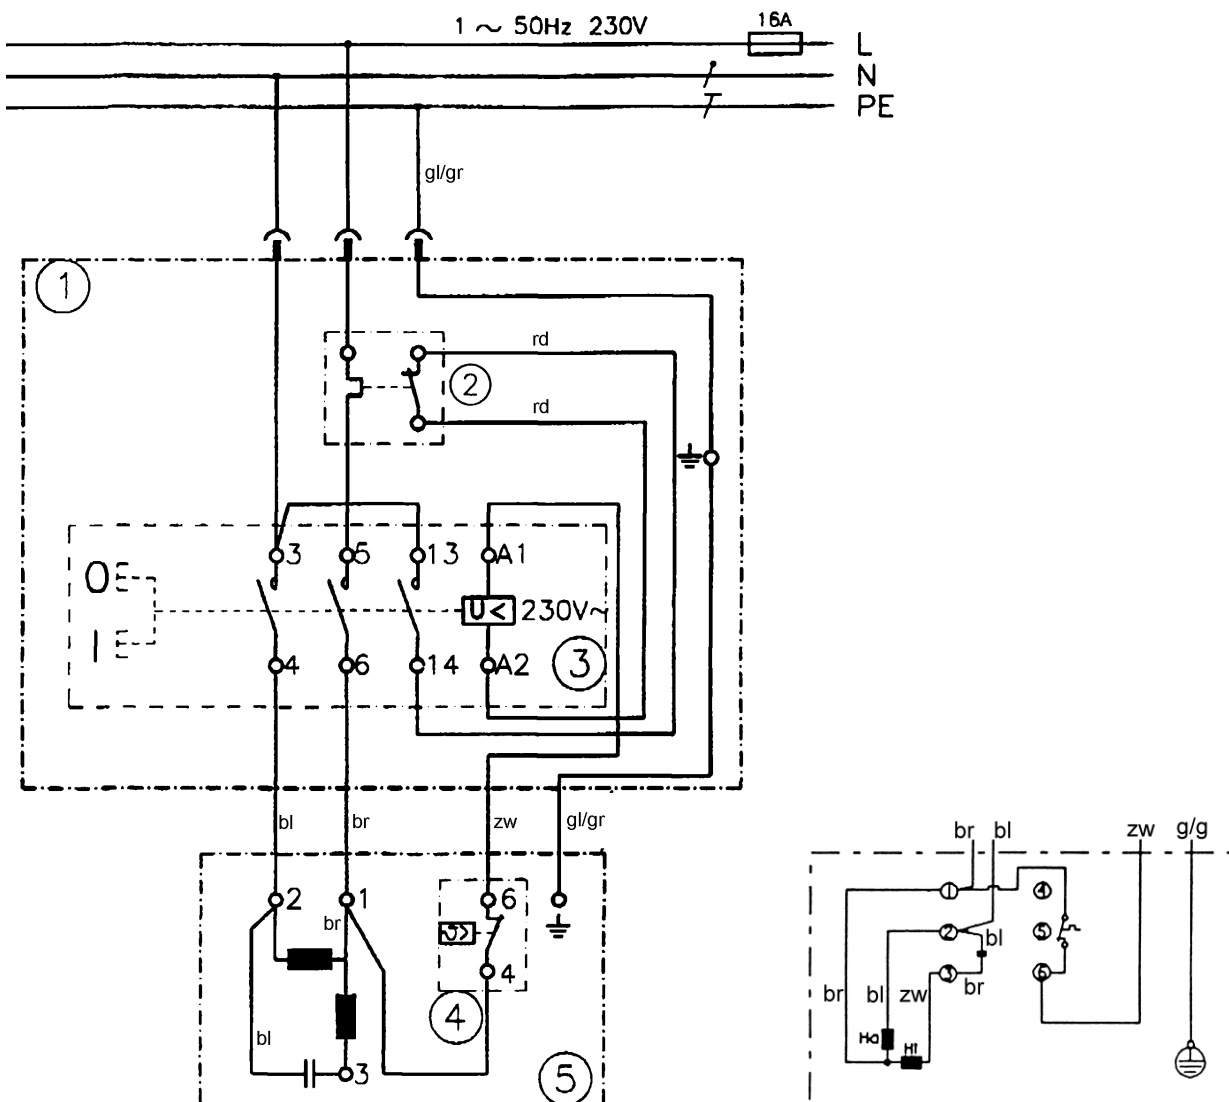 1 ~ 50Hz 230V
16A
L
N
PE
gl/gr
1
rd
2
rd
3 5 13 A1
0
U< 230V~
I
4 6 14 A2
3
bl br zw gl/gr
2 1 6
br
ϑ>
4
4
bl
3
5
br bl zw g/g
1 4
2 5
bl
3 6
br
br bl zw
Ha
Hi